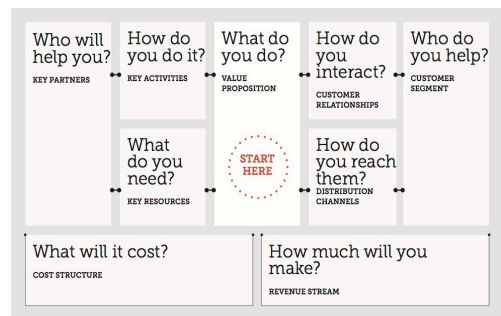 Who will
help you?
KEY PARTNERS
How do
you do it?
KEY ACTIVITIES
What
do you
need?
KEY RESOURCES
What do
you do?
VALUE
PROPOSITION
START
HERE
How do
you
interact?
CUSTOMER
RELATIONSHIPS
How do
you reach
them?
DISTRIBUTION
CHANNELS
Who do
you help?
CUSTOMER
SEGMENT
What will it cost?
COST STRUCTURE
How much will you
make?
REVENUE STREAM